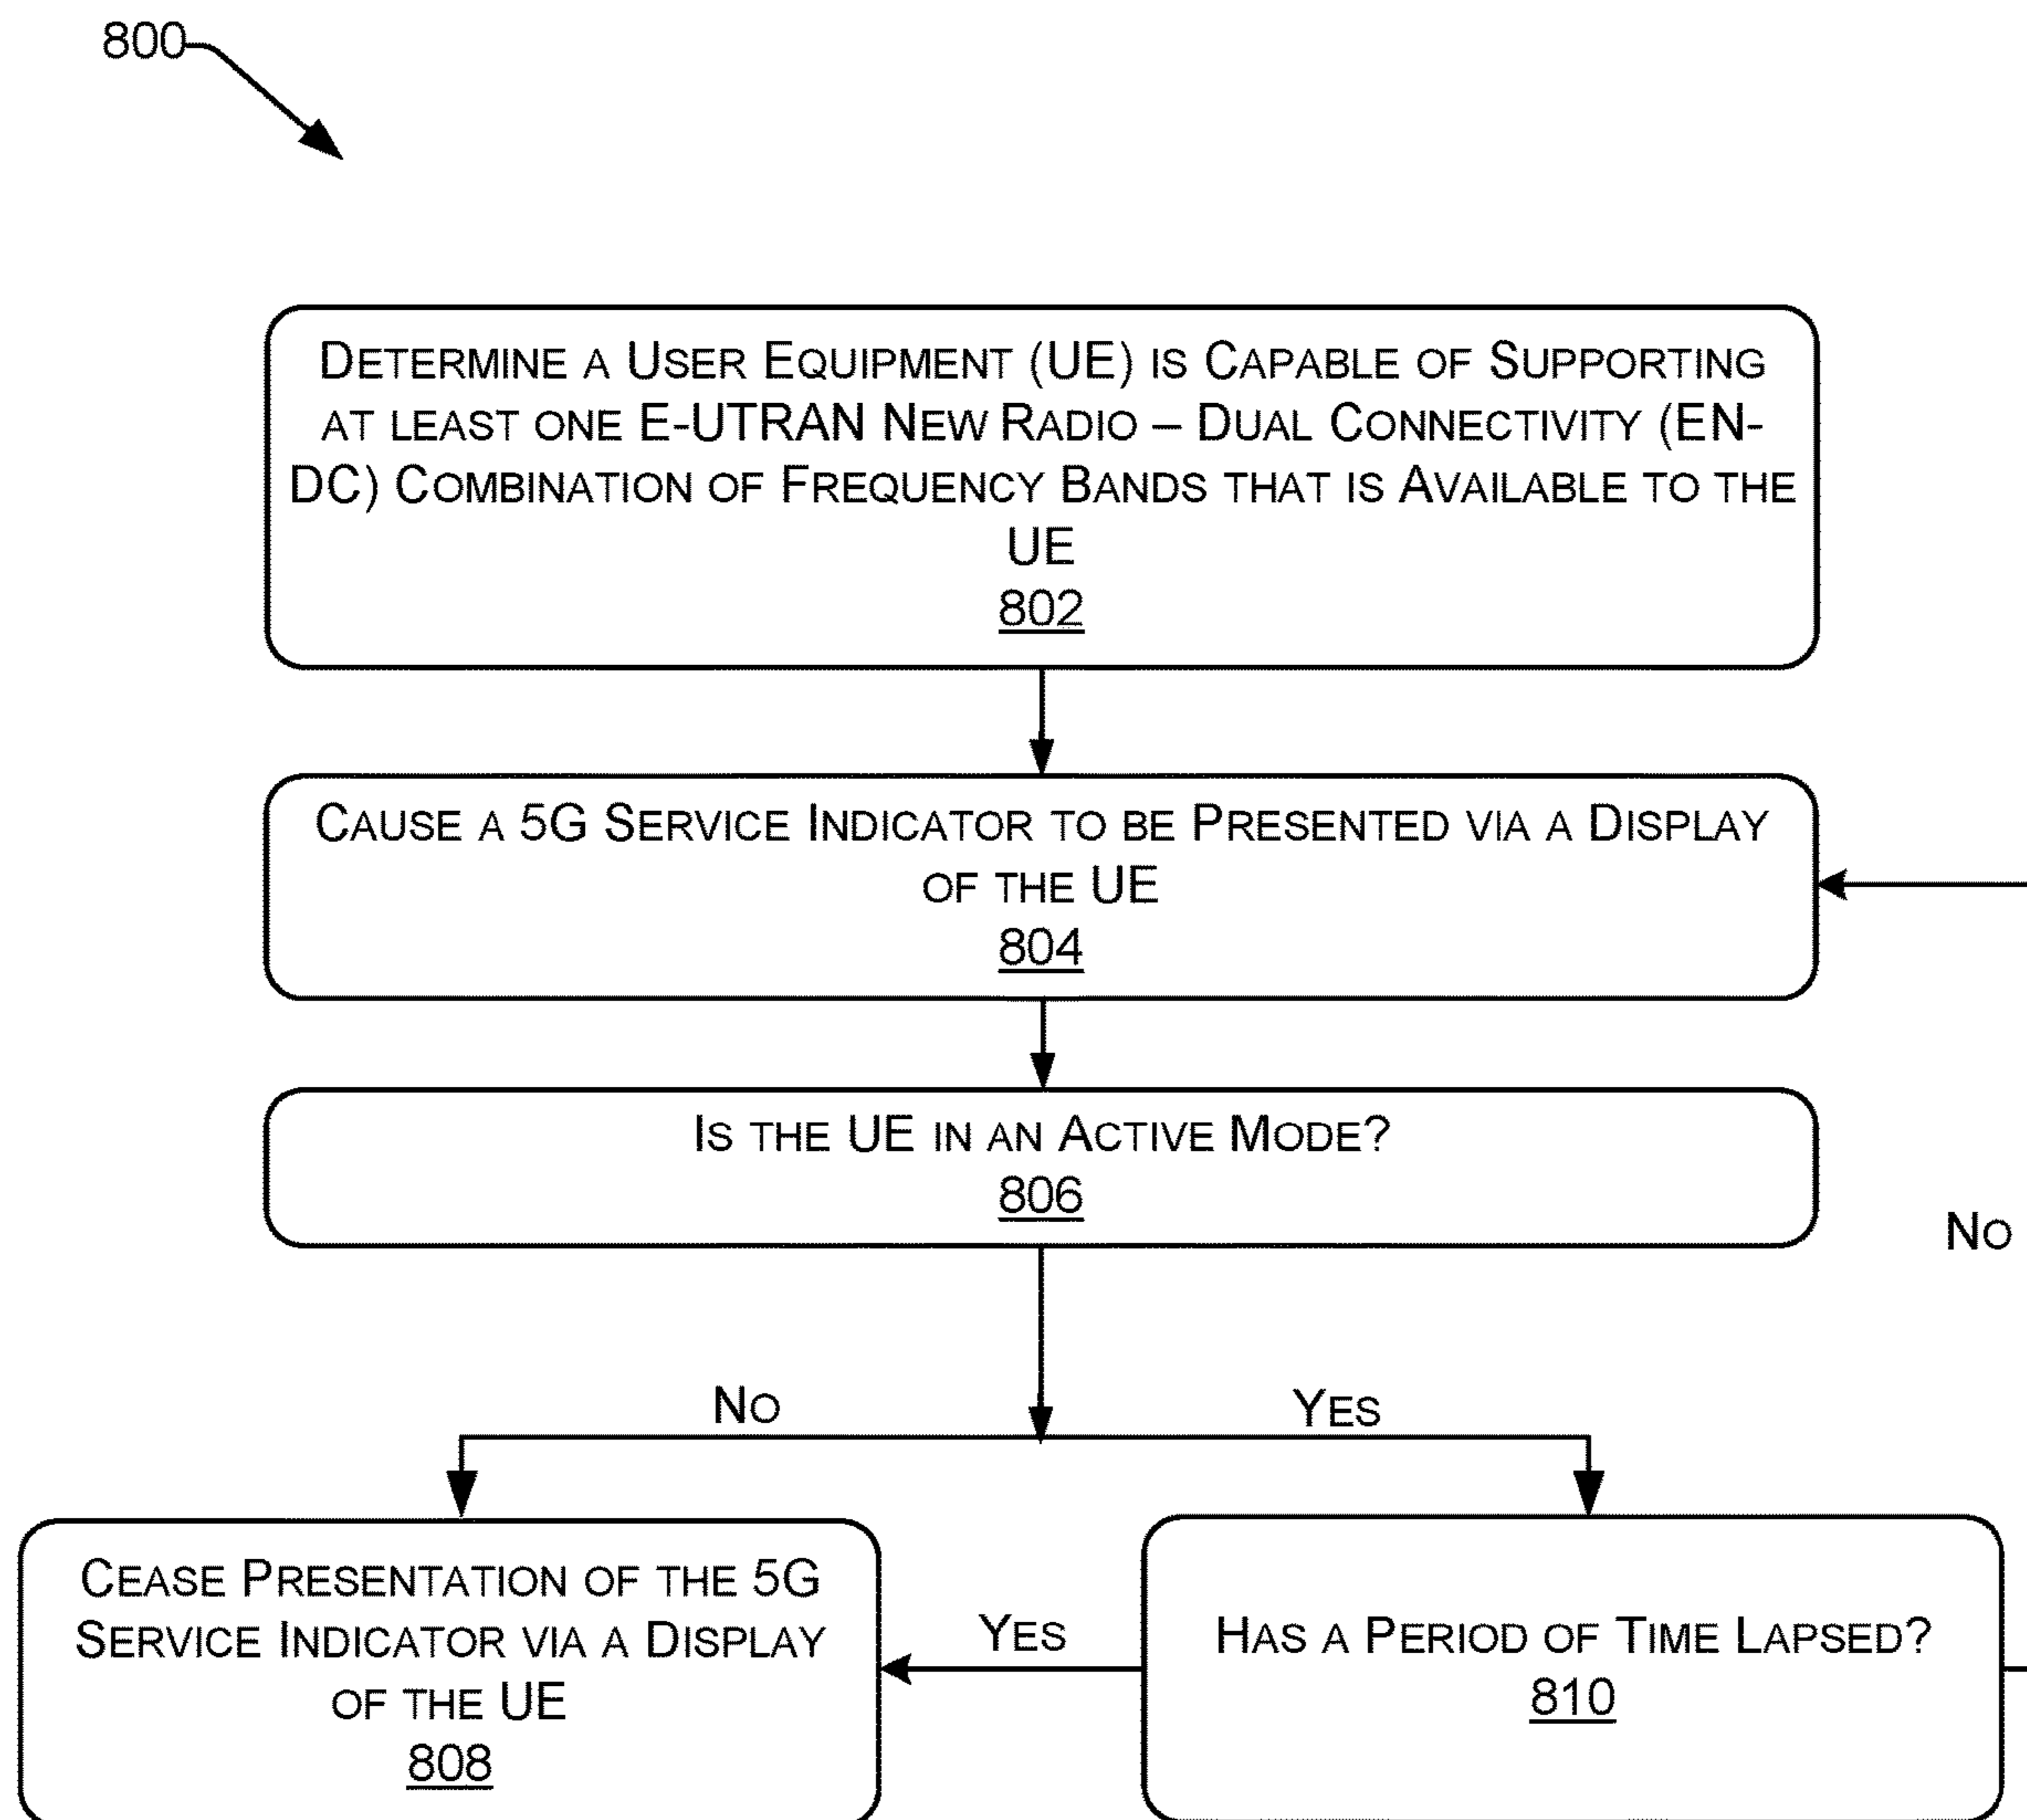 800
DETERMINE A USER EQUIPMENT (UE) IS CAPABLE OF SUPPORTING
AT LEAST ONE E-UTRAN NEW RADIO – DUAL CONNECTIVITY (EN-
DC) COMBINATION OF FREQUENCY BANDS THAT IS AVAILABLE TO THE
UE
802
CAUSE A 5G SERVICE INDICATOR TO BE PRESENTED VIA A DISPLAY
OF THE UE
804
IS THE UE IN AN ACTIVE MODE?
806
NO
NO
YES
CEASE PRESENTATION OF THE 5G
SERVICE INDICATOR VIA A DISPLAY
OF THE UE
808
YES
HAS A PERIOD OF TIME LAPSED?
810